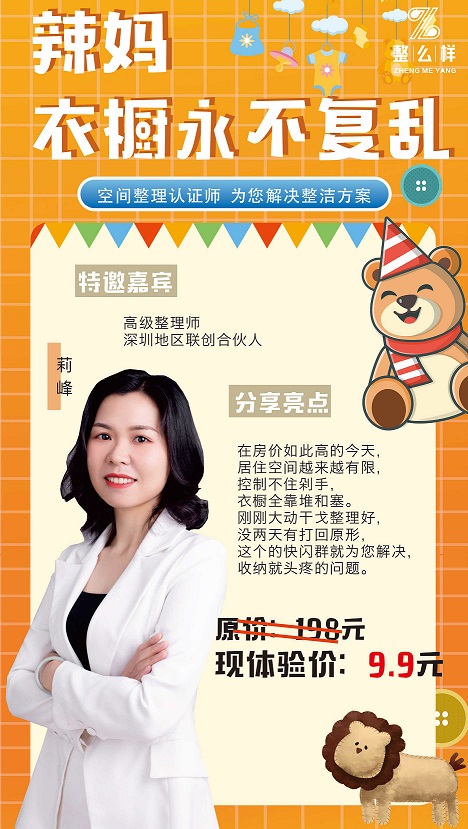 辣妈
整么样
ZHENG ME YANG
衣橱永不复乱
空间整理认证师 为您解决整洁方案
特邀嘉宾
高级整理师
深圳地区联创合伙人
莉峰
分享亮点
在房价如此高的今天，
居住空间越来越有限，
控制不住剁手，
衣橱全靠堆和塞。
刚刚大动干戈整理好，
没两天有打回原形，
这个的快闪群就为您解决，
收纳就头疼的问题。
原价：198元
现体验价：9.9元